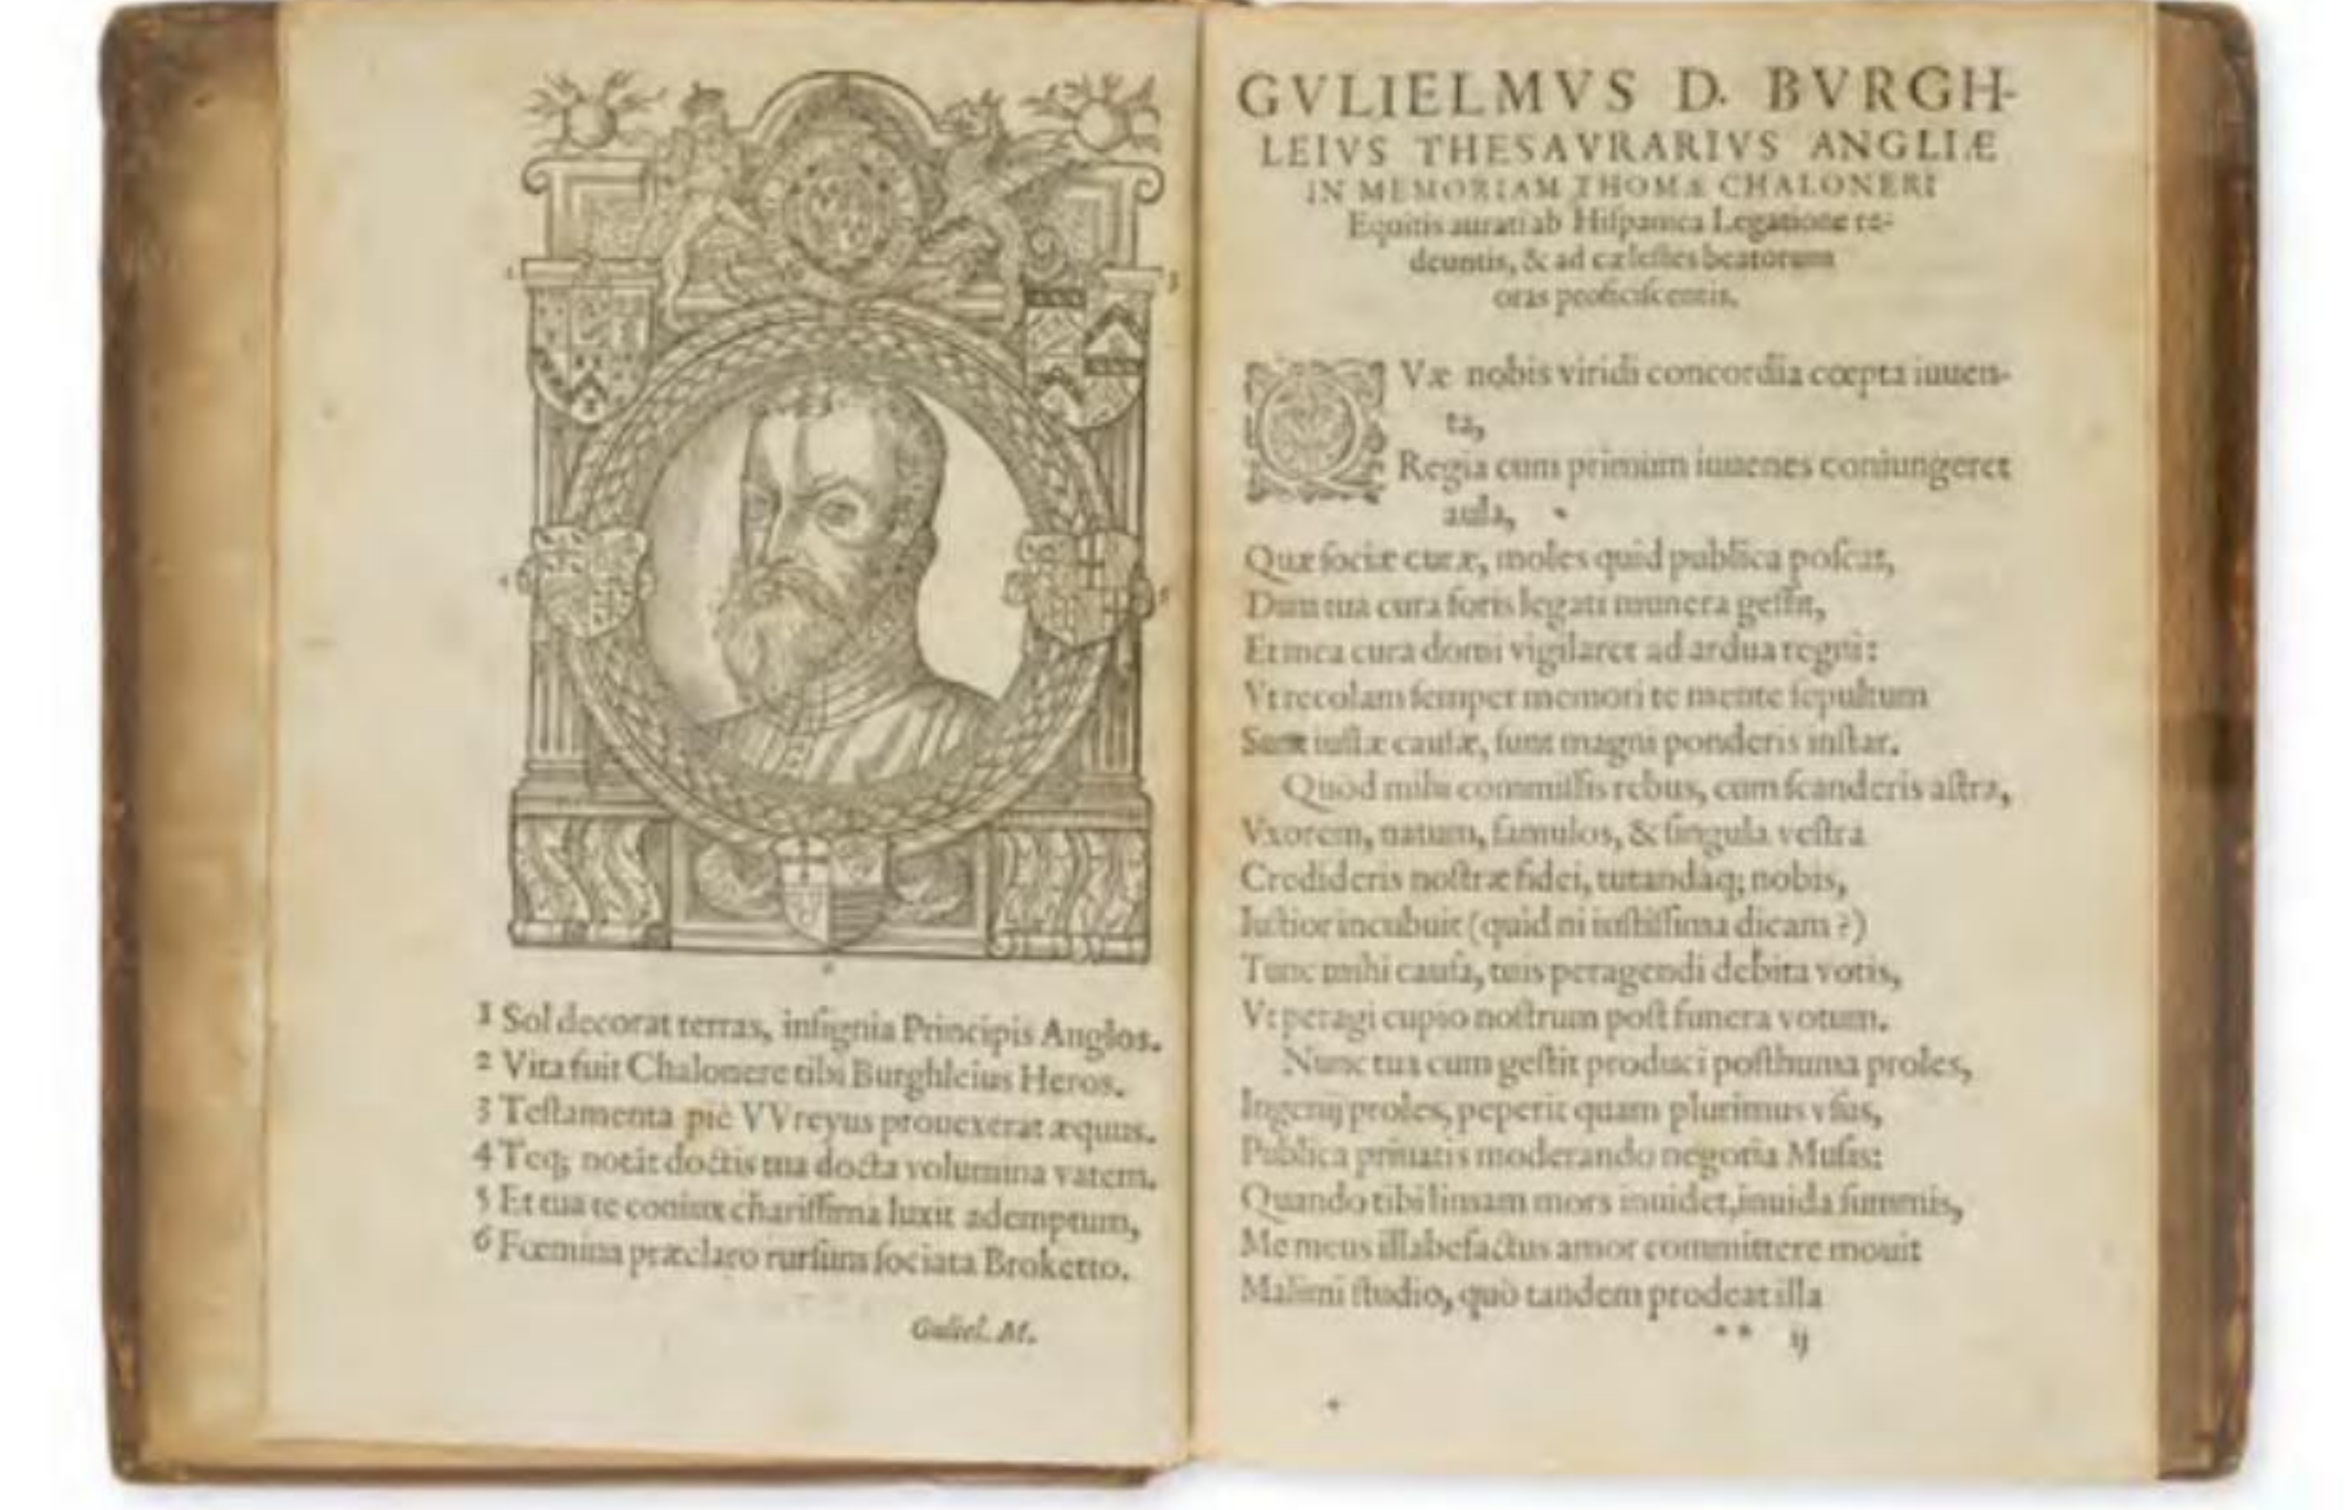 1 Sol decorat terras, inſignia Principis Anglos.
2 Vita fuit Chalonere tibi Burghleius Heros.
3 Teſtamenta piè VVreyus prouexerat æquus.
4 Teq; notāt doctis tua docta volumina vatem.
5 Et tua te coniux chariſſima luxit ademptum,
6 Fœmina præclaro rurſum ſociata Broketto.
Guliel. M.
GVLIELMVS D. BVRGH-
LEIVS THESAVRARIVS ANGLIÆ
IN MEMORIAM THOMÆ CHALONERI
Equitis aurati ab Hiſpanica Legatione re-
deuntis, & ad cæleſtes beatorum
oras proficiſcentis.
QVæ nobis viridi concordia cœpta iuuen-
ta,
Regia cum primùm iuuenes coniungeret
aula,
Quæ ſociæ curæ, moles quid publica poſcat,
Dum tua cura foris legati munera geſſit,
Et mea cura domi vigilaret ad ardua regni:
Vt recolam ſemper memori te mente ſepultum
Sunt iuſtæ cauſæ, ſunt magni ponderis inſtar.
Quòd mihi commiſſis rebus, cum ſcanderis aſtra,
Vxorem, natum, famulos, & ſingula veſtra
Credideris noſtræ fidei, tutandaq; nobis,
Iuſtior incubuit (quid ni iuſtiſſima dicam?)
Tunc mihi cauſa, tuis peragendi debita votis,
Vt peragi cupio noſtrum poſt funera votum.
Nunc tua cum geſtit produci poſthuma proles,
Ingenij proles, peperit quam plurimus vſus,
Publica priuatis moderando negotia Muſis:
Quando tibi limam mors inuidet, inuida ſummis,
Me meus illabefactus amor committere mouit
Malimi ſtudio, quò tandem prodeat illa
** ij